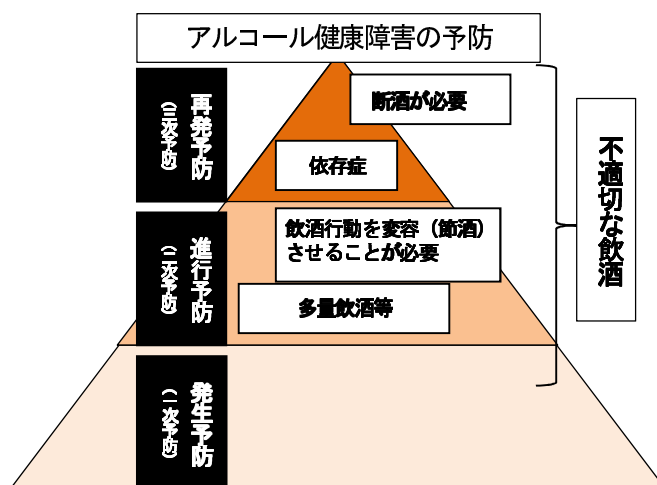 アルコール健康障害の予防
再発予防
（三次予防）
断酒が必要
依存症
進行予防
（二次予防）
飲酒行動を変容（節酒）
させることが必要
多量飲酒等
発生予防
（一次予防）
不適切な飲酒